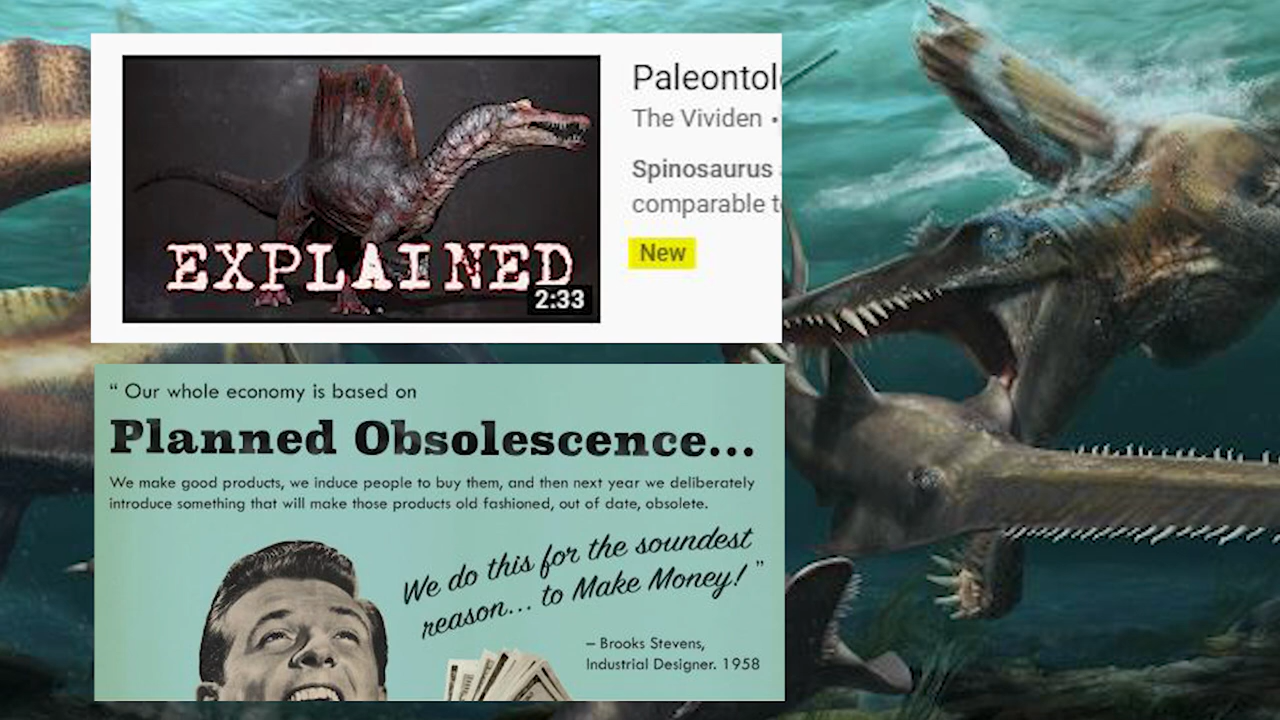 EXPLAINED
2:33
Paleontol
The Vividen •
Spinosaurus
comparable t
New
“ Our whole economy is based on
Planned Obsolescence...
We make good products, we induce people to buy them, and then next year we deliberately
introduce something that will make those products old fashioned, out of date, obsolete.
We do this for the soundest
reason... to Make Money! ”
– Brooks Stevens,
Industrial Designer. 1958